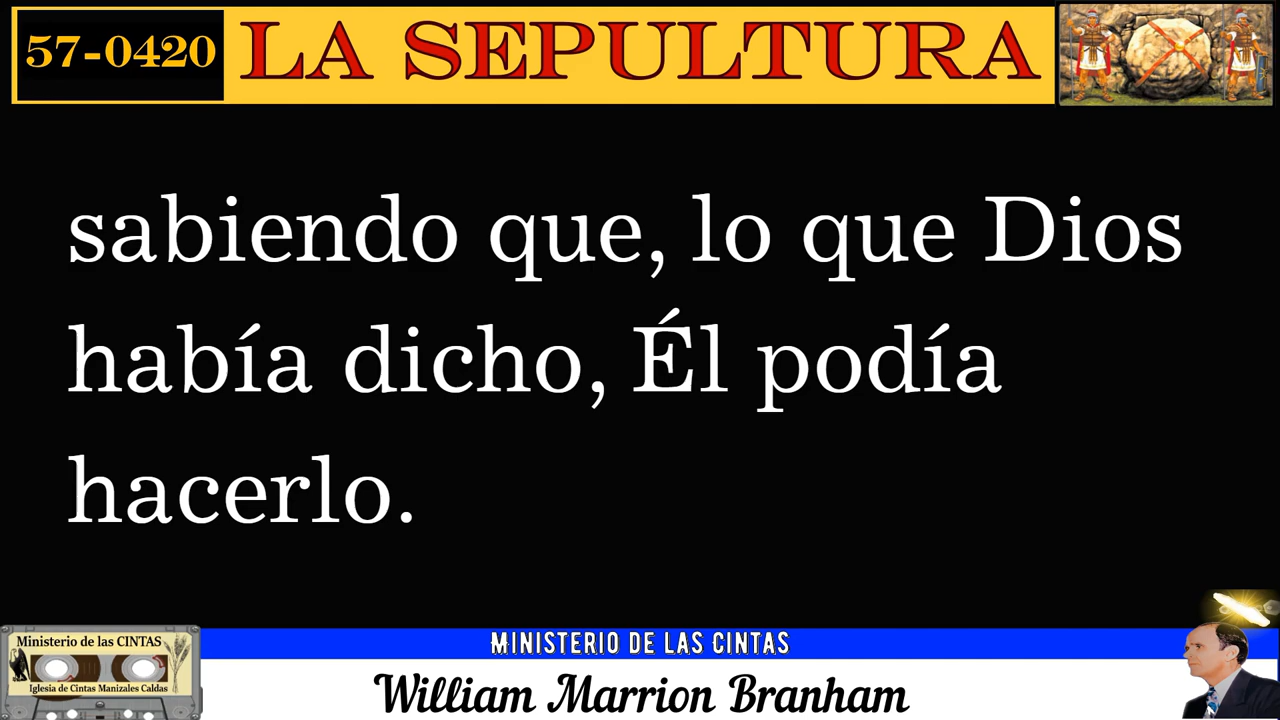 57-0420
LA SEPULTURA
sabiendo que, lo que Dios
había dicho, Él podía
hacerlo.
Ministerio de las CINTAS
Iglesia de Cintas Manizales Caldas
MINISTERIO DE LAS CINTAS
William Marrion Branham